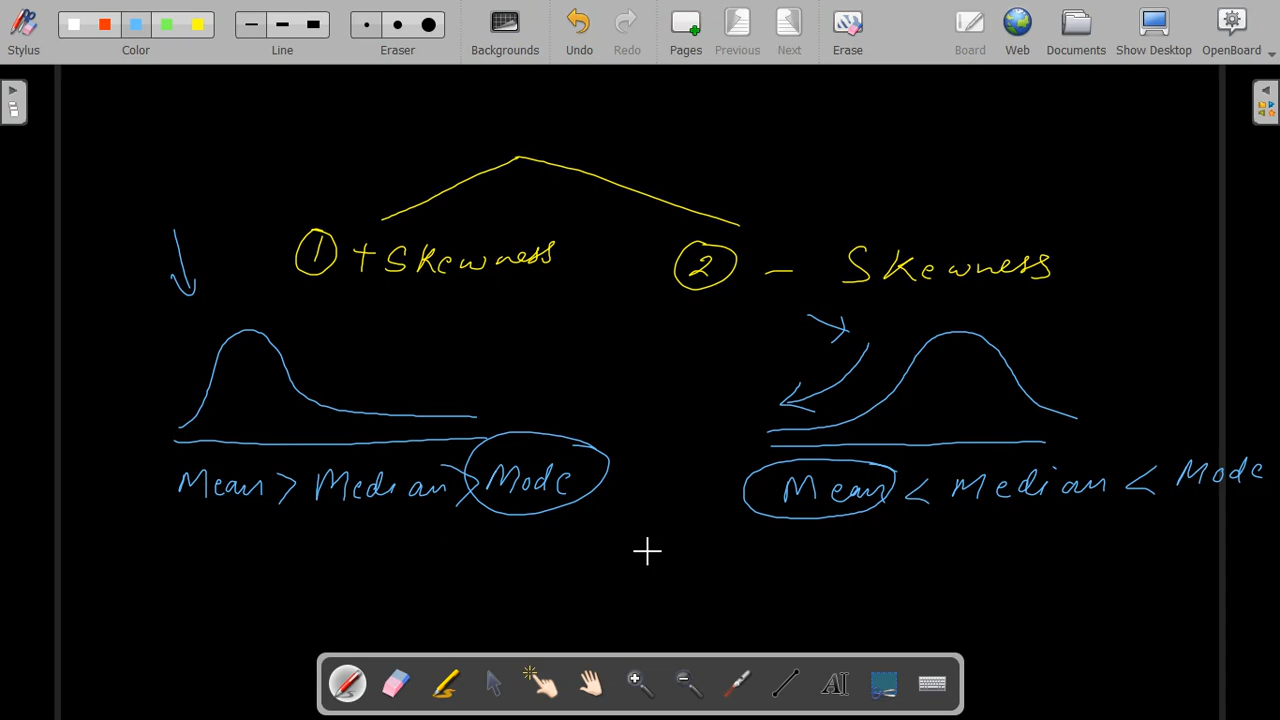 Stylus Color Line Eraser Backgrounds Undo Redo Pages Previous Next Erase Board Web Documents Show Desktop OpenBoard
1 + Skewness 2 - Skewness
Mean > Median > Mode Mean < Median < Mode
AI